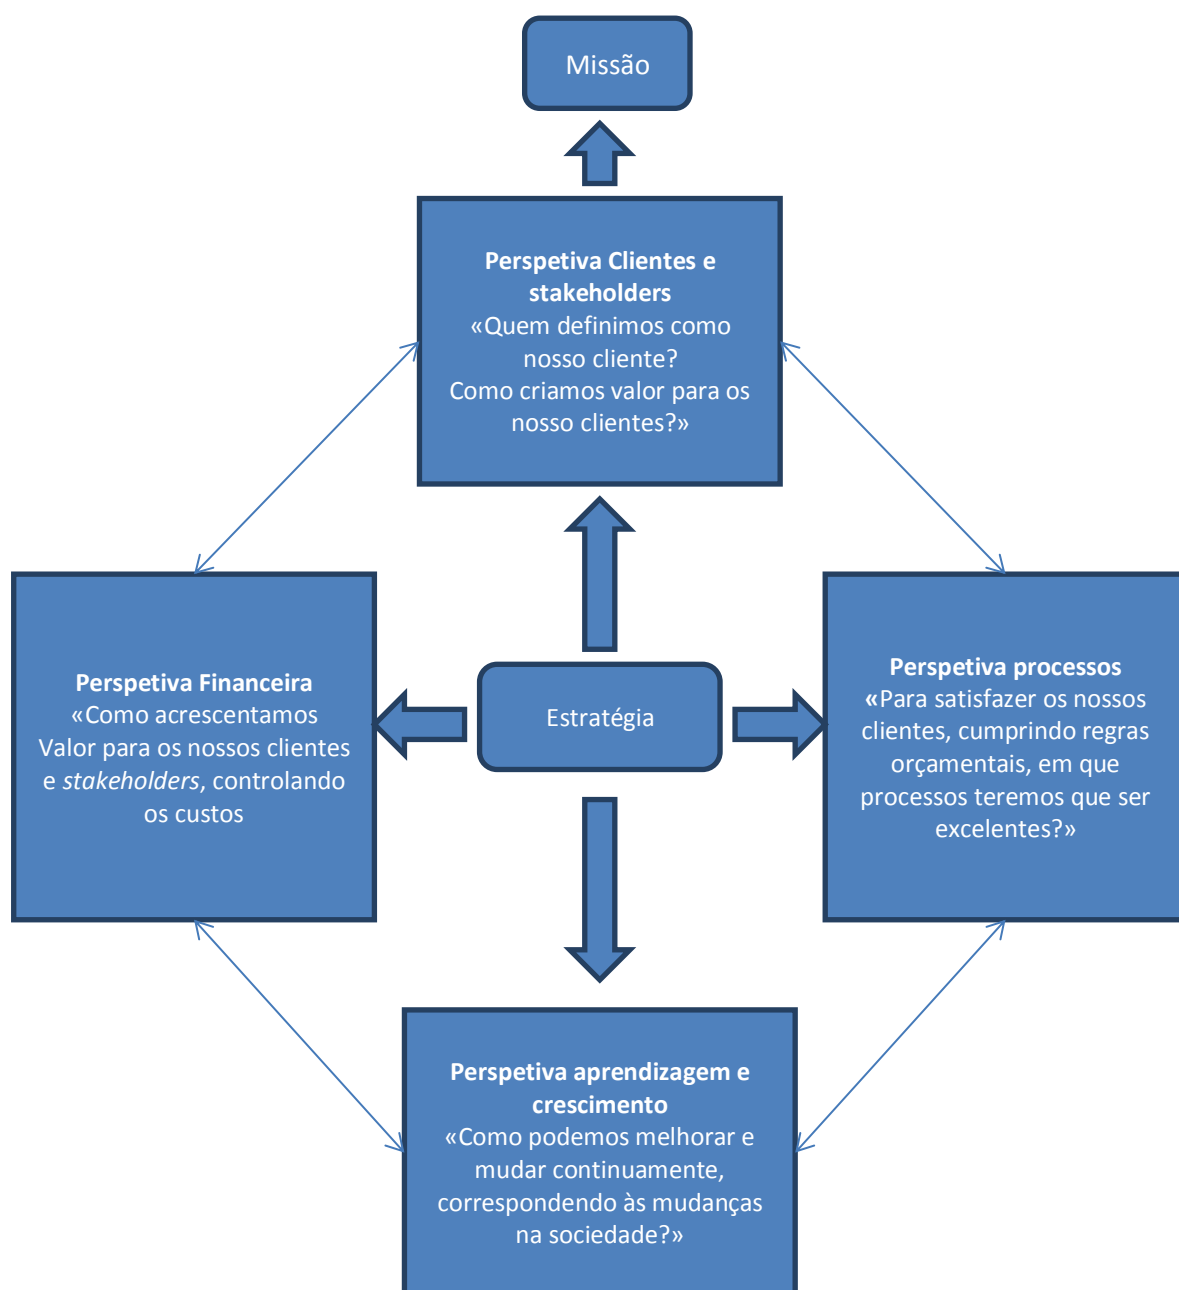 Missão
Perspetiva Clientes e
stakeholders
«Quem definimos como
nosso cliente?
Como criamos valor para os
nosso clientes?»
Perspetiva Financeira
«Como acrescentamos
Valor para os nossos clientes
e stakeholders, controlando
os custos
Estratégia
Perspetiva processos
«Para satisfazer os nossos
clientes, cumprindo regras
orçamentais, em que
processos teremos que ser
excelentes?»
Perspetiva aprendizagem e
crescimento
«Como podemos melhorar e
mudar continuamente,
correspondendo às mudanças
na sociedade?»